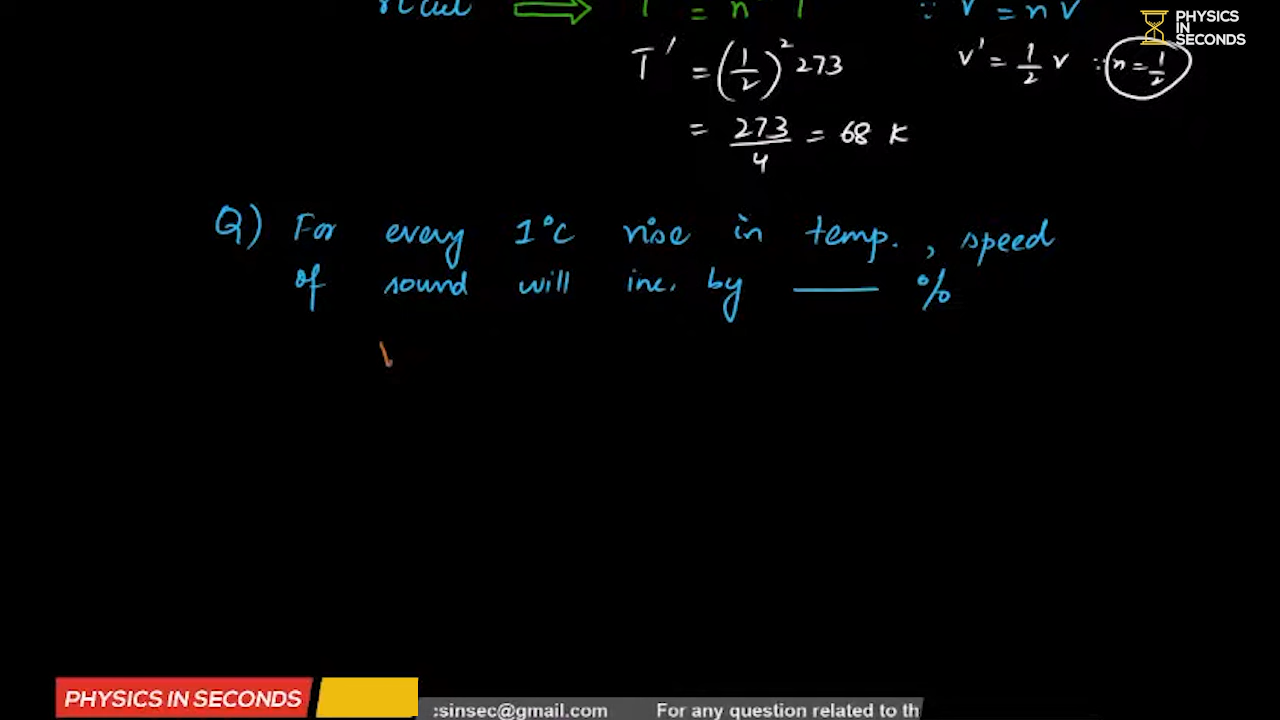 T' = (1/2)² 273 V' = 1/2 V ∵ n = 1/2
= 273/4 = 68 K
Q) For every 1°C rise in temp., speed
of sound will inc. by ____ %
PHYSICS
IN
SECONDS
PHYSICS IN SECONDS
:sinsec@gmail.com For any question related to th